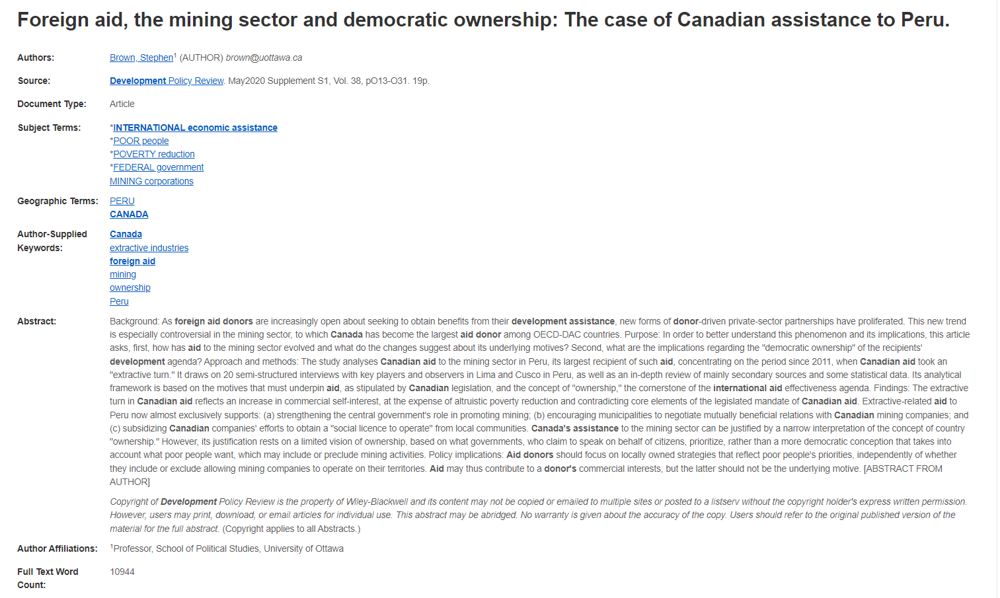 Foreign aid, the mining sector and democratic ownership: The case of Canadian assistance to Peru.
Authors: Brown, Stephen¹ (AUTHOR) brown@uottawa.ca
Source: Development Policy Review. May2020 Supplement S1, Vol. 38, pO13-O31. 19p.
Document Type: Article
Subject Terms: *INTERNATIONAL economic assistance
*POOR people
*POVERTY reduction
*FEDERAL government
MINING corporations
Geographic Terms: PERU
CANADA
Author-Supplied Canada
Keywords: extractive industries
foreign aid
mining
ownership
Peru
Abstract: Background: As foreign aid donors are increasingly open about seeking to obtain benefits from their development assistance, new forms of donor-driven private-sector partnerships have proliferated. This new trend
is especially controversial in the mining sector, to which Canada has become the largest aid donor among OECD-DAC countries. Purpose: In order to better understand this phenomenon and its implications, this article
asks, first, how has aid to the mining sector evolved and what do the changes suggest about its underlying motives? Second, what are the implications regarding the "democratic ownership" of the recipients'
development agenda? Approach and methods: The study analyses Canadian aid to the mining sector in Peru, its largest recipient of such aid, concentrating on the period since 2011, when Canadian aid took an
"extractive turn." It draws on 20 semi-structured interviews with key players and observers in Lima and Cusco in Peru, as well as an in-depth review of mainly secondary sources and some statistical data. Its analytical
framework is based on the motives that must underpin aid, as stipulated by Canadian legislation, and the concept of "ownership," the cornerstone of the international aid effectiveness agenda. Findings: The extractive
turn in Canadian aid reflects an increase in commercial self-interest, at the expense of altruistic poverty reduction and contradicting core elements of the legislated mandate of Canadian aid. Extractive-related aid to
Peru now almost exclusively supports: (a) strengthening the central government's role in promoting mining; (b) encouraging municipalities to negotiate mutually beneficial relations with Canadian mining companies; and
(c) subsidizing Canadian companies' efforts to obtain a "social licence to operate" from local communities. Canada's assistance to the mining sector can be justified by a narrow interpretation of the concept of country
"ownership." However, its justification rests on a limited vision of ownership, based on what governments, who claim to speak on behalf of citizens, prioritize, rather than a more democratic conception that takes into
account what poor people want, which may include or preclude mining activities. Policy implications: Aid donors should focus on locally owned strategies that reflect poor people's priorities, independently of whether
they include or exclude allowing mining companies to operate on their territories. Aid may thus contribute to a donor's commercial interests, but the latter should not be the underlying motive. [ABSTRACT FROM
AUTHOR]
Copyright of Development Policy Review is the property of Wiley-Blackwell and its content may not be copied or emailed to multiple sites or posted to a listserv without the copyright holder's express written permission.
However, users may print, download, or email articles for individual use. This abstract may be abridged. No warranty is given about the accuracy of the copy. Users should refer to the original published version of the
material for the full abstract. (Copyright applies to all Abstracts.)
Author Affiliations: ¹Professor, School of Political Studies, University of Ottawa
Full Text Word 10944
Count: